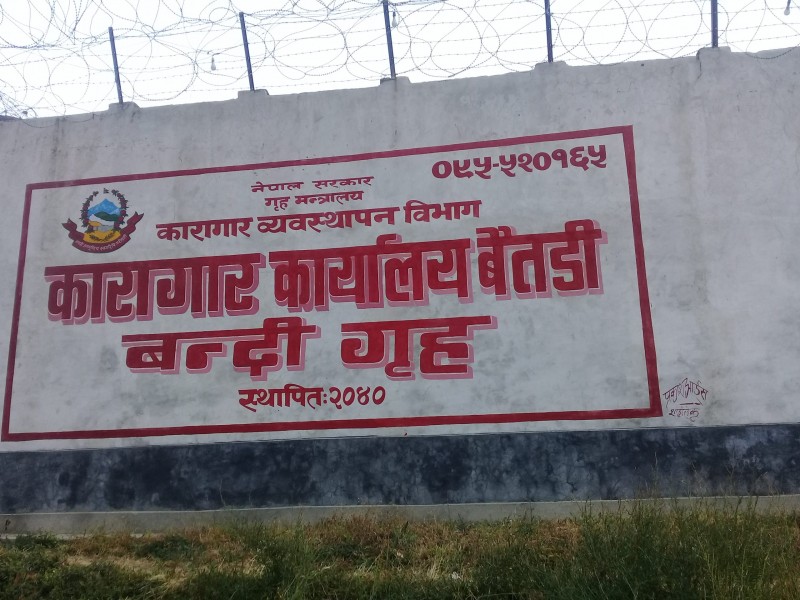 ०९५-५२०१६५
नेपाल सरकार
गृह मन्त्रालय
कारागार व्यवस्थापन विभाग
कारागार कार्यालय बैतडी
बन्दी गृह
स्थापितः२०४०